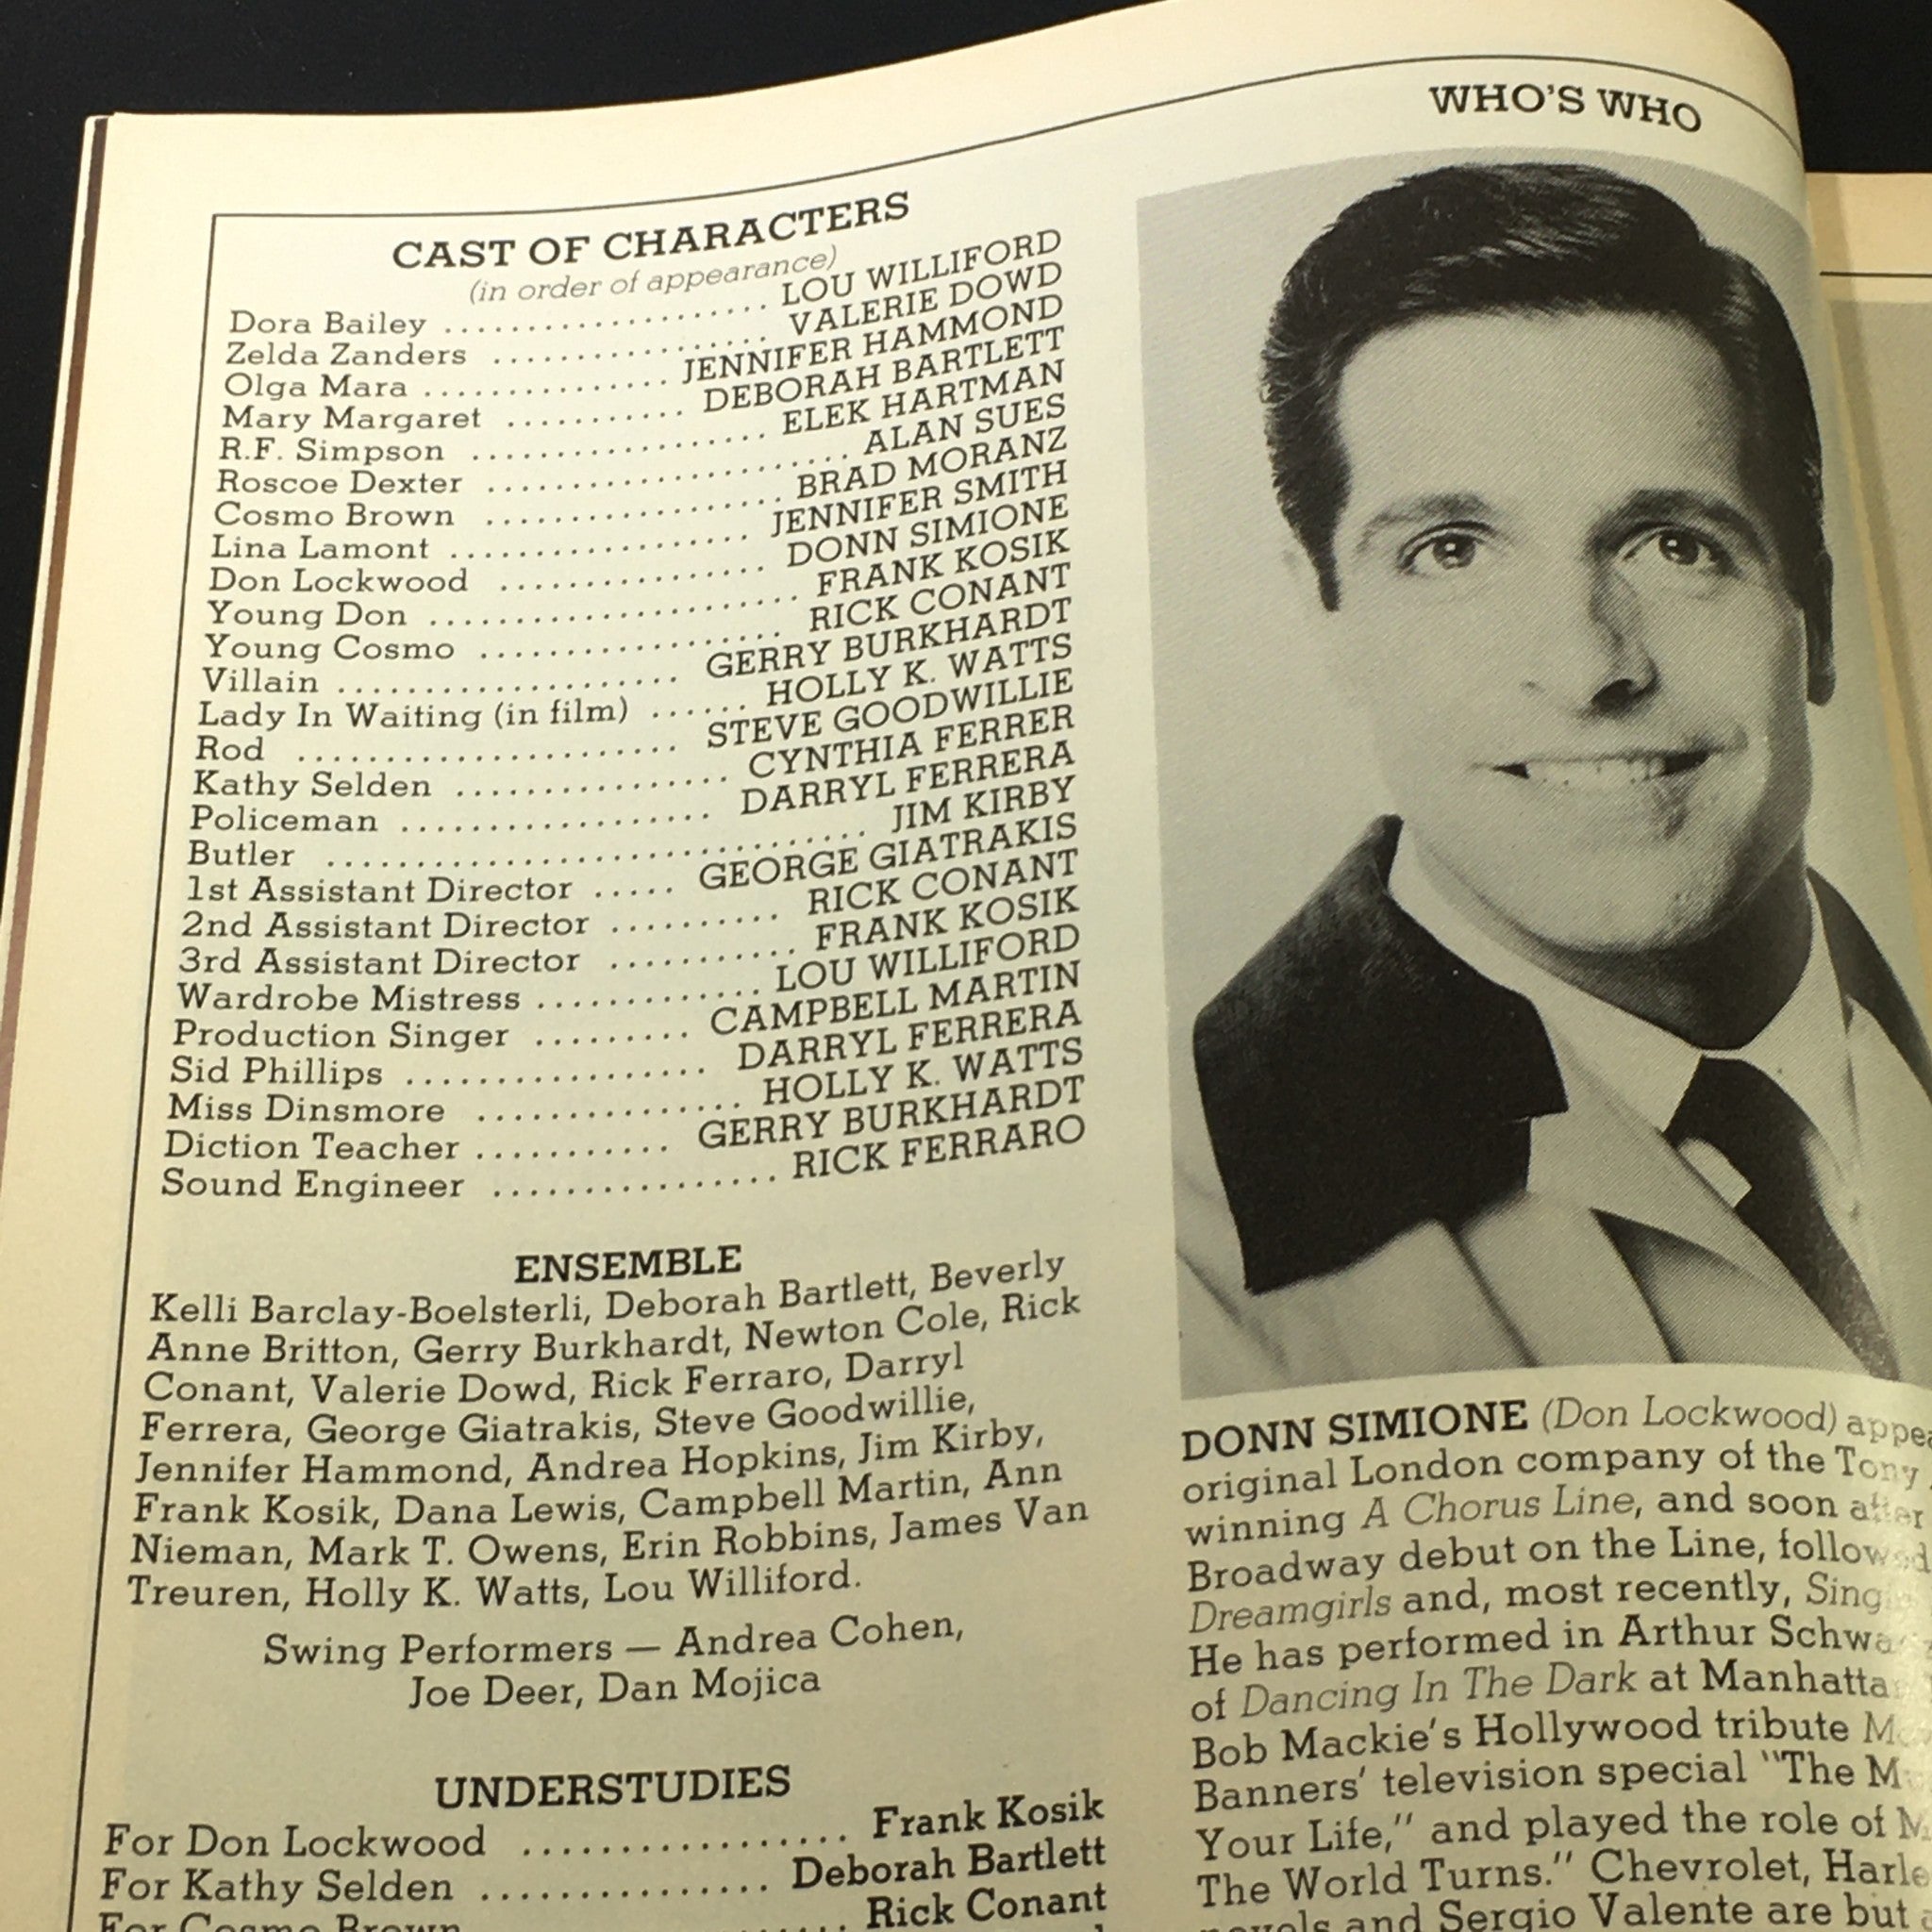 WHO'S WHO
CAST OF CHARACTERS
(in order of appearance)
Dora Bailey .................... LOU WILLIFORD
Zelda Zanders ................. VALERIE DOWD
Olga Mara ................ JENNIFER HAMMOND
Mary Margaret .......... DEBORAH BARTLETT
R.F. Simpson ................ ELEK HARTMAN
Roscoe Dexter ................... ALAN SUES
Cosmo Brown ................. BRAD MORANZ
Lina Lamont ................. JENNIFER SMITH
Don Lockwood ............... DONN SIMIONE
Young Don ..................... FRANK KOSIK
Young Cosmo ................. RICK CONANT
Villain ................... GERRY BURKHARDT
Lady In Waiting (in film) ...... HOLLY K. WATTS
Rod ..................... STEVE GOODWILLIE
Kathy Selden ............... CYNTHIA FERRER
Policeman ................. DARRYL FERRERA
Butler .............................. JIM KIRBY
1st Assistant Director ..... GEORGE GIATRAKIS
2nd Assistant Director .......... RICK CONANT
3rd Assistant Director ........... FRANK KOSIK
Wardrobe Mistress ............. LOU WILLIFORD
Production Singer ......... CAMPBELL MARTIN
Sid Phillips ................. DARRYL FERRERA
Miss Dinsmore ............... HOLLY K. WATTS
Diction Teacher ........... GERRY BURKHARDT
Sound Engineer ................ RICK FERRARO
ENSEMBLE
Kelli Barclay-Boelsterli, Deborah Bartlett, Beverly
Anne Britton, Gerry Burkhardt, Newton Cole, Rick
Conant, Valerie Dowd, Rick Ferraro, Darryl
Ferrera, George Giatrakis, Steve Goodwillie,
Jennifer Hammond, Andrea Hopkins, Jim Kirby,
Frank Kosik, Dana Lewis, Campbell Martin, Ann
Nieman, Mark T. Owens, Erin Robbins, James Van
Treuren, Holly K. Watts, Lou Williford.
Swing Performers — Andrea Cohen,
Joe Deer, Dan Mojica
UNDERSTUDIES
For Don Lockwood .................. Frank Kosik
For Kathy Selden ................ Deborah Bartlett
For Cosmo Brown ...... Rick Conant
DONN SIMIONE (Don Lockwood)
original London company of the Tony
winning A Chorus Line, and soon after
Broadway debut on the Line, followed
Dreamgirls and, most recently,
He has performed in Arthur
of Dancing In The Dark at
Bob Mackie's Hollywood tribute
Banners' television special "The
Your Life," and played the role of
The World Turns." Chevrolet,
novels and Sergio Valente are but